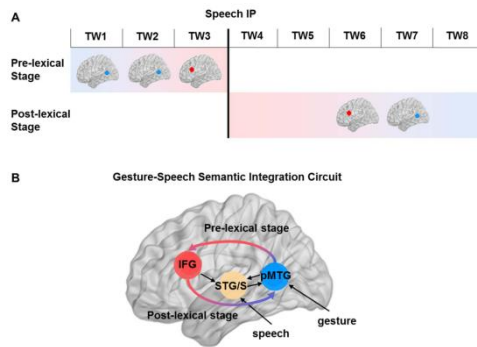 A
Speech IP
TW1 TW2 TW3 TW4 TW5 TW6 TW7 TW8
Pre-lexical
Stage
Post-lexical
Stage
B
Gesture-Speech Semantic Integration Circuit
Pre-lexical stage
IFG
STG/S
pMTG
Post-lexical stage
gesture
speech